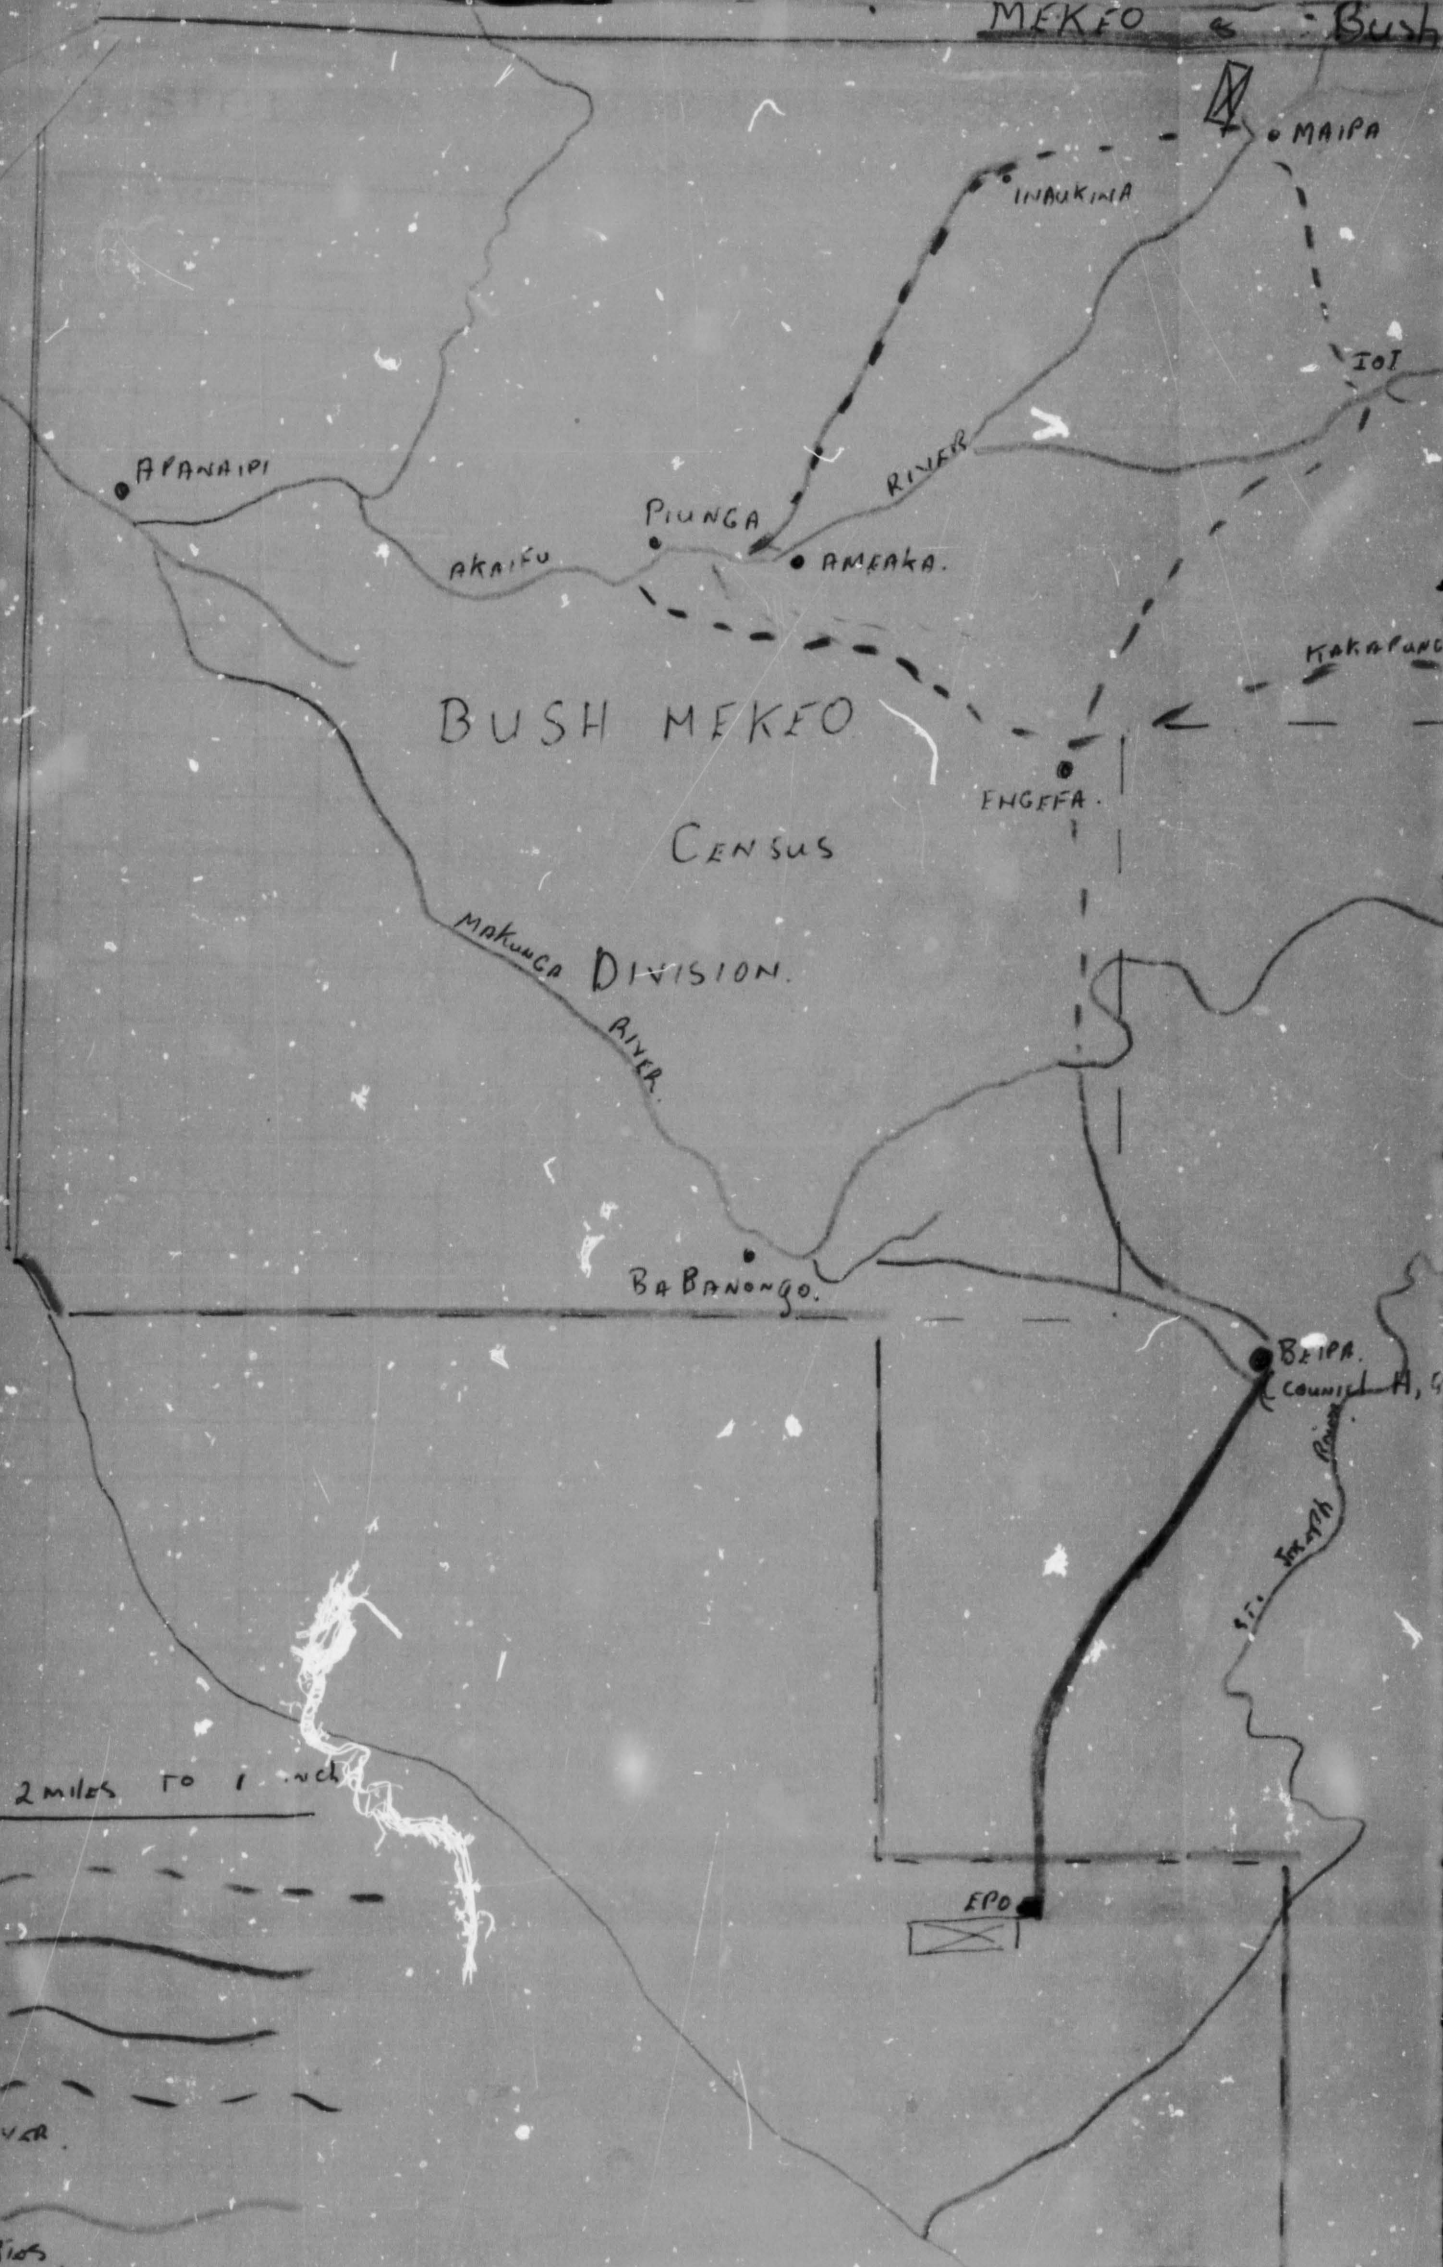 MEKEO & Bush
MAIPA
INAUKINA
IOI
APANAIPI
RIVER
PIUNGA
AKAIFU
AMEAKA.
KAKAPUNG
BUSH MEKEO
ENGEFA.
CENSUS
MAKUNGA
DIVISION.
RIVER.
BABANONGO.
BEIPA.
ST. JOSEPH River
2 miles TO 1 inch
EPO